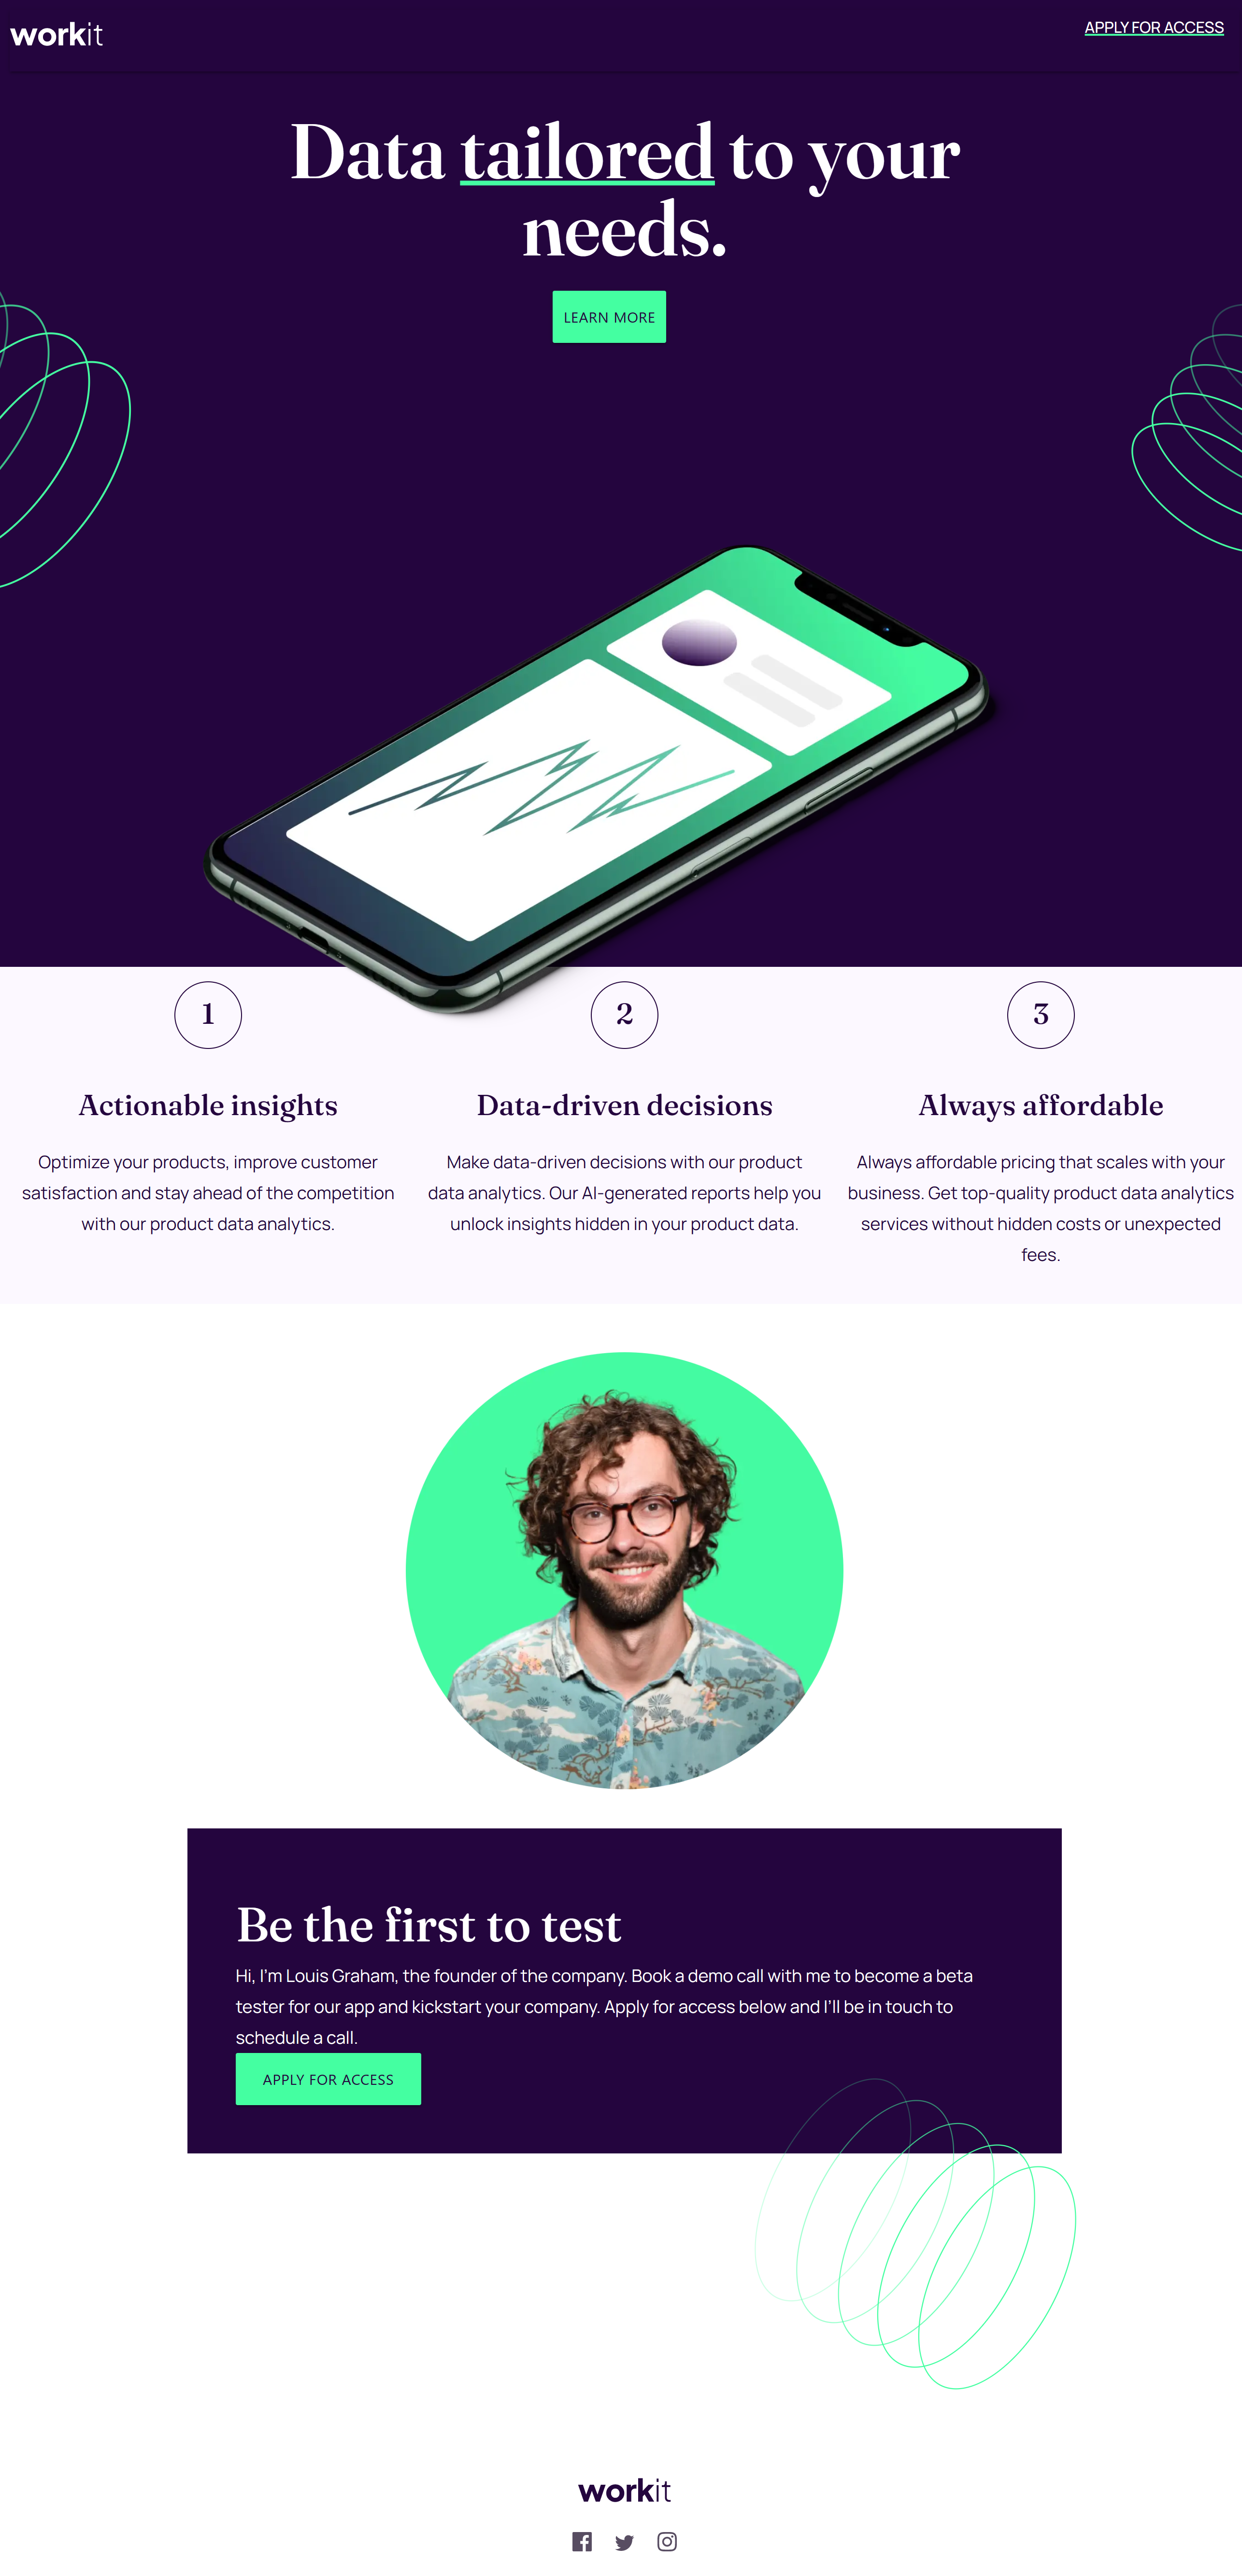 workit
APPLY FOR ACCESS
Data tailored to your
needs.
LEARN MORE
1
Actionable insights
Optimize your products, improve customer
satisfaction and stay ahead of the competition
with our product data analytics.
2
Data-driven decisions
Make data-driven decisions with our product
data analytics. Our AI-generated reports help you
unlock insights hidden in your product data.
3
Always affordable
Always affordable pricing that scales with your
business. Get top-quality product data analytics
services without hidden costs or unexpected
fees.
Be the first to test
Hi, I'm Louis Graham, the founder of the company. Book a demo call with me to become a beta
tester for our app and kickstart your company. Apply for access below and I'll be in touch to
schedule a call.
APPLY FOR ACCESS
workit